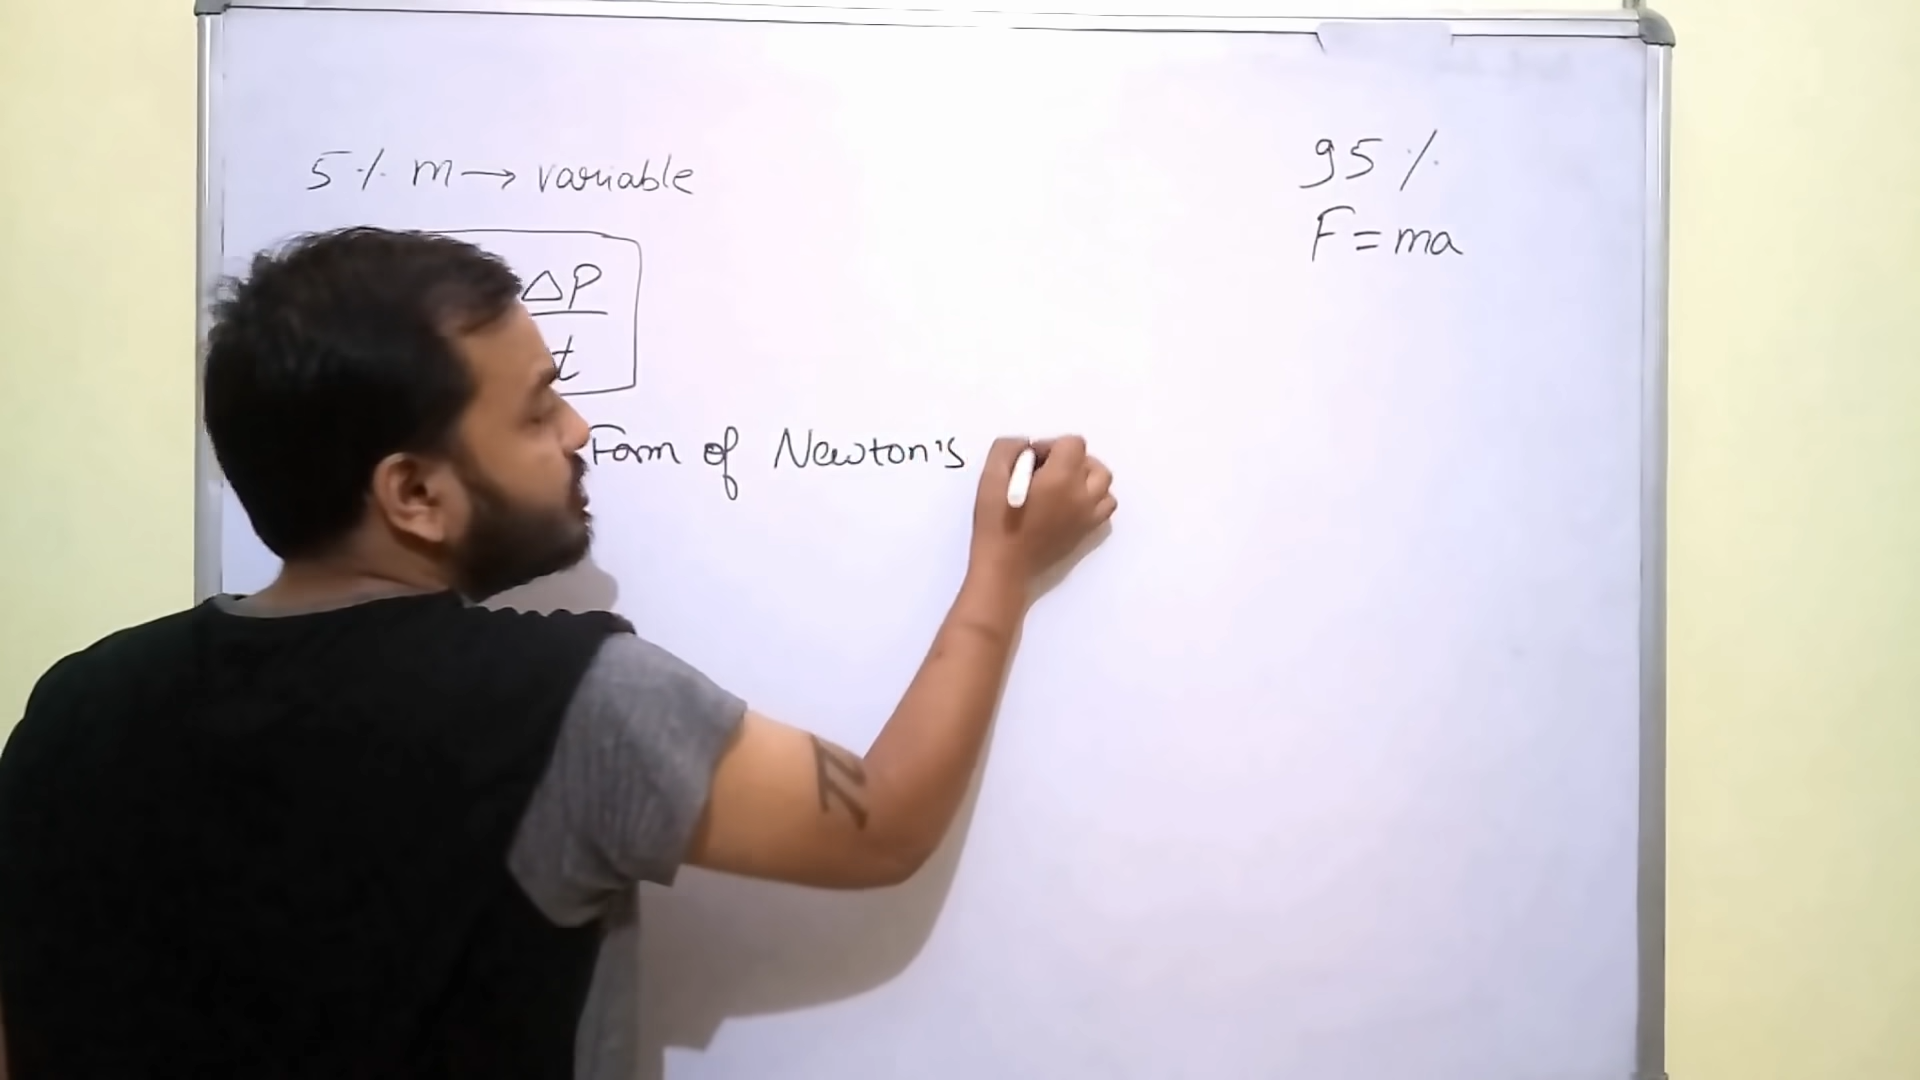 5% m → variable
95%
F = ma
ΔP
t
Form of Newton's